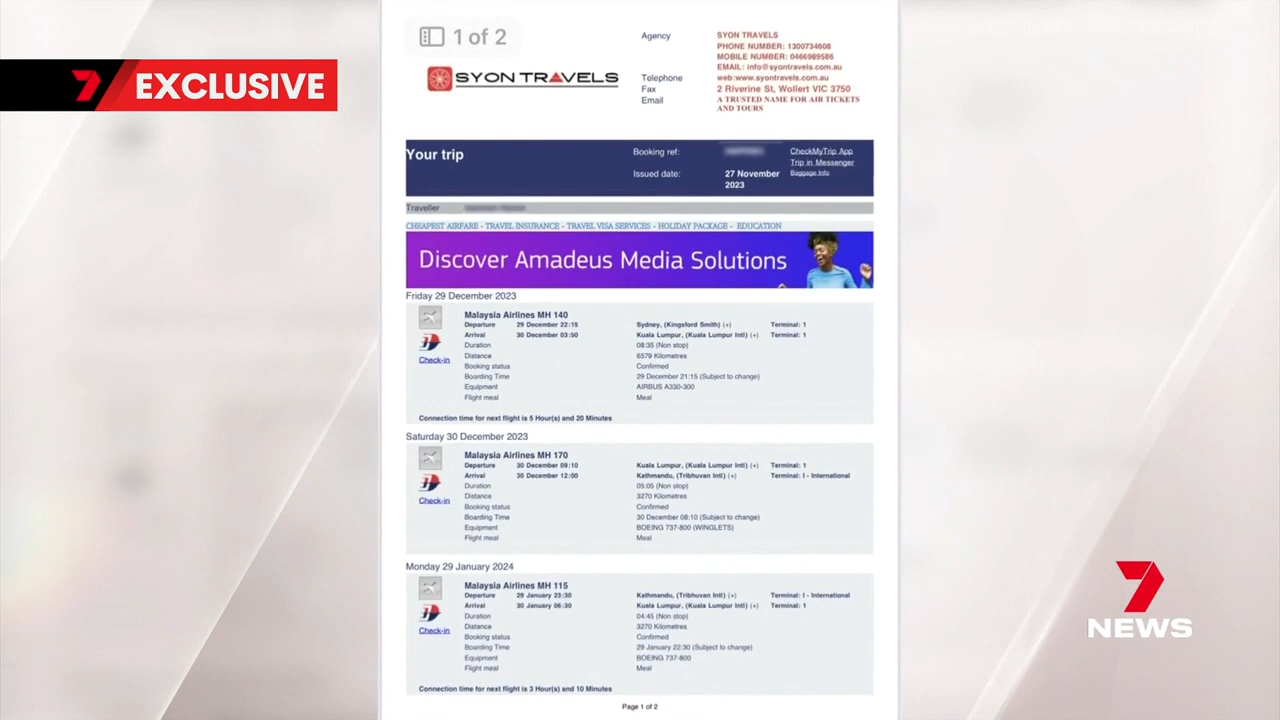 7 EXCLUSIVE
1 of 2
SYON TRAVELS
Agency SYON TRAVELS
PHONE NUMBER: 1300734608
MOBILE NUMBER: 0466989586
EMAIL: info@syontravels.com.au
Telephone web:www.syontravels.com.au
Fax 2 Riverine St, Wollert VIC 3750
Email A TRUSTED NAME FOR AIR TICKETS
AND TOURS
Your trip Booking ref: CheckMyTrip App
Trip in Messenger
Issued date: 27 November Baggage Info
2023
Traveller
CHEAPEST AIRFARE - TRAVEL INSURANCE - TRAVEL VISA SERVICES - HOLIDAY PACKAGE - EDUCATION
Discover Amadeus Media Solutions
Friday 29 December 2023
Malaysia Airlines MH 140
Departure 29 December 22:15 Sydney, (Kingsford Smith) (+) Terminal: 1
Arrival 30 December 03:50 Kuala Lumpur, (Kuala Lumpur Intl) (+) Terminal: 1
Duration 08:35 (Non stop)
Distance 6579 Kilometres
Check-in
Booking status Confirmed
Boarding Time 29 December 21:15 (Subject to change)
Equipment AIRBUS A330-300
Flight meal Meal
Connection time for next flight is 5 Hour(s) and 20 Minutes
Saturday 30 December 2023
Malaysia Airlines MH 170
Departure 30 December 09:10 Kuala Lumpur, (Kuala Lumpur Intl) (+) Terminal: 1
Arrival 30 December 12:00 Kathmandu, (Tribhuvan Intl) (+) Terminal: I - International
Duration 05:05 (Non stop)
Distance 3270 Kilometres
Check-in
Booking status Confirmed
Boarding Time 30 December 08:10 (Subject to change)
Equipment BOEING 737-800 (WINGLETS)
Flight meal Meal
Monday 29 January 2024
Malaysia Airlines MH 115
Departure 29 January 23:30 Kathmandu, (Tribhuvan Intl) (+) Terminal: I - International
Arrival 30 January 06:30 Kuala Lumpur, (Kuala Lumpur Intl) (+) Terminal: 1
Duration 04:45 (Non stop)
Distance 3270 Kilometres
Check-in
Booking status Confirmed
Boarding Time 29 January 22:30 (Subject to change)
Equipment BOEING 737-800
Flight meal Meal
Connection time for next flight is 3 Hour(s) and 10 Minutes
Page 1 of 2
7 NEWS